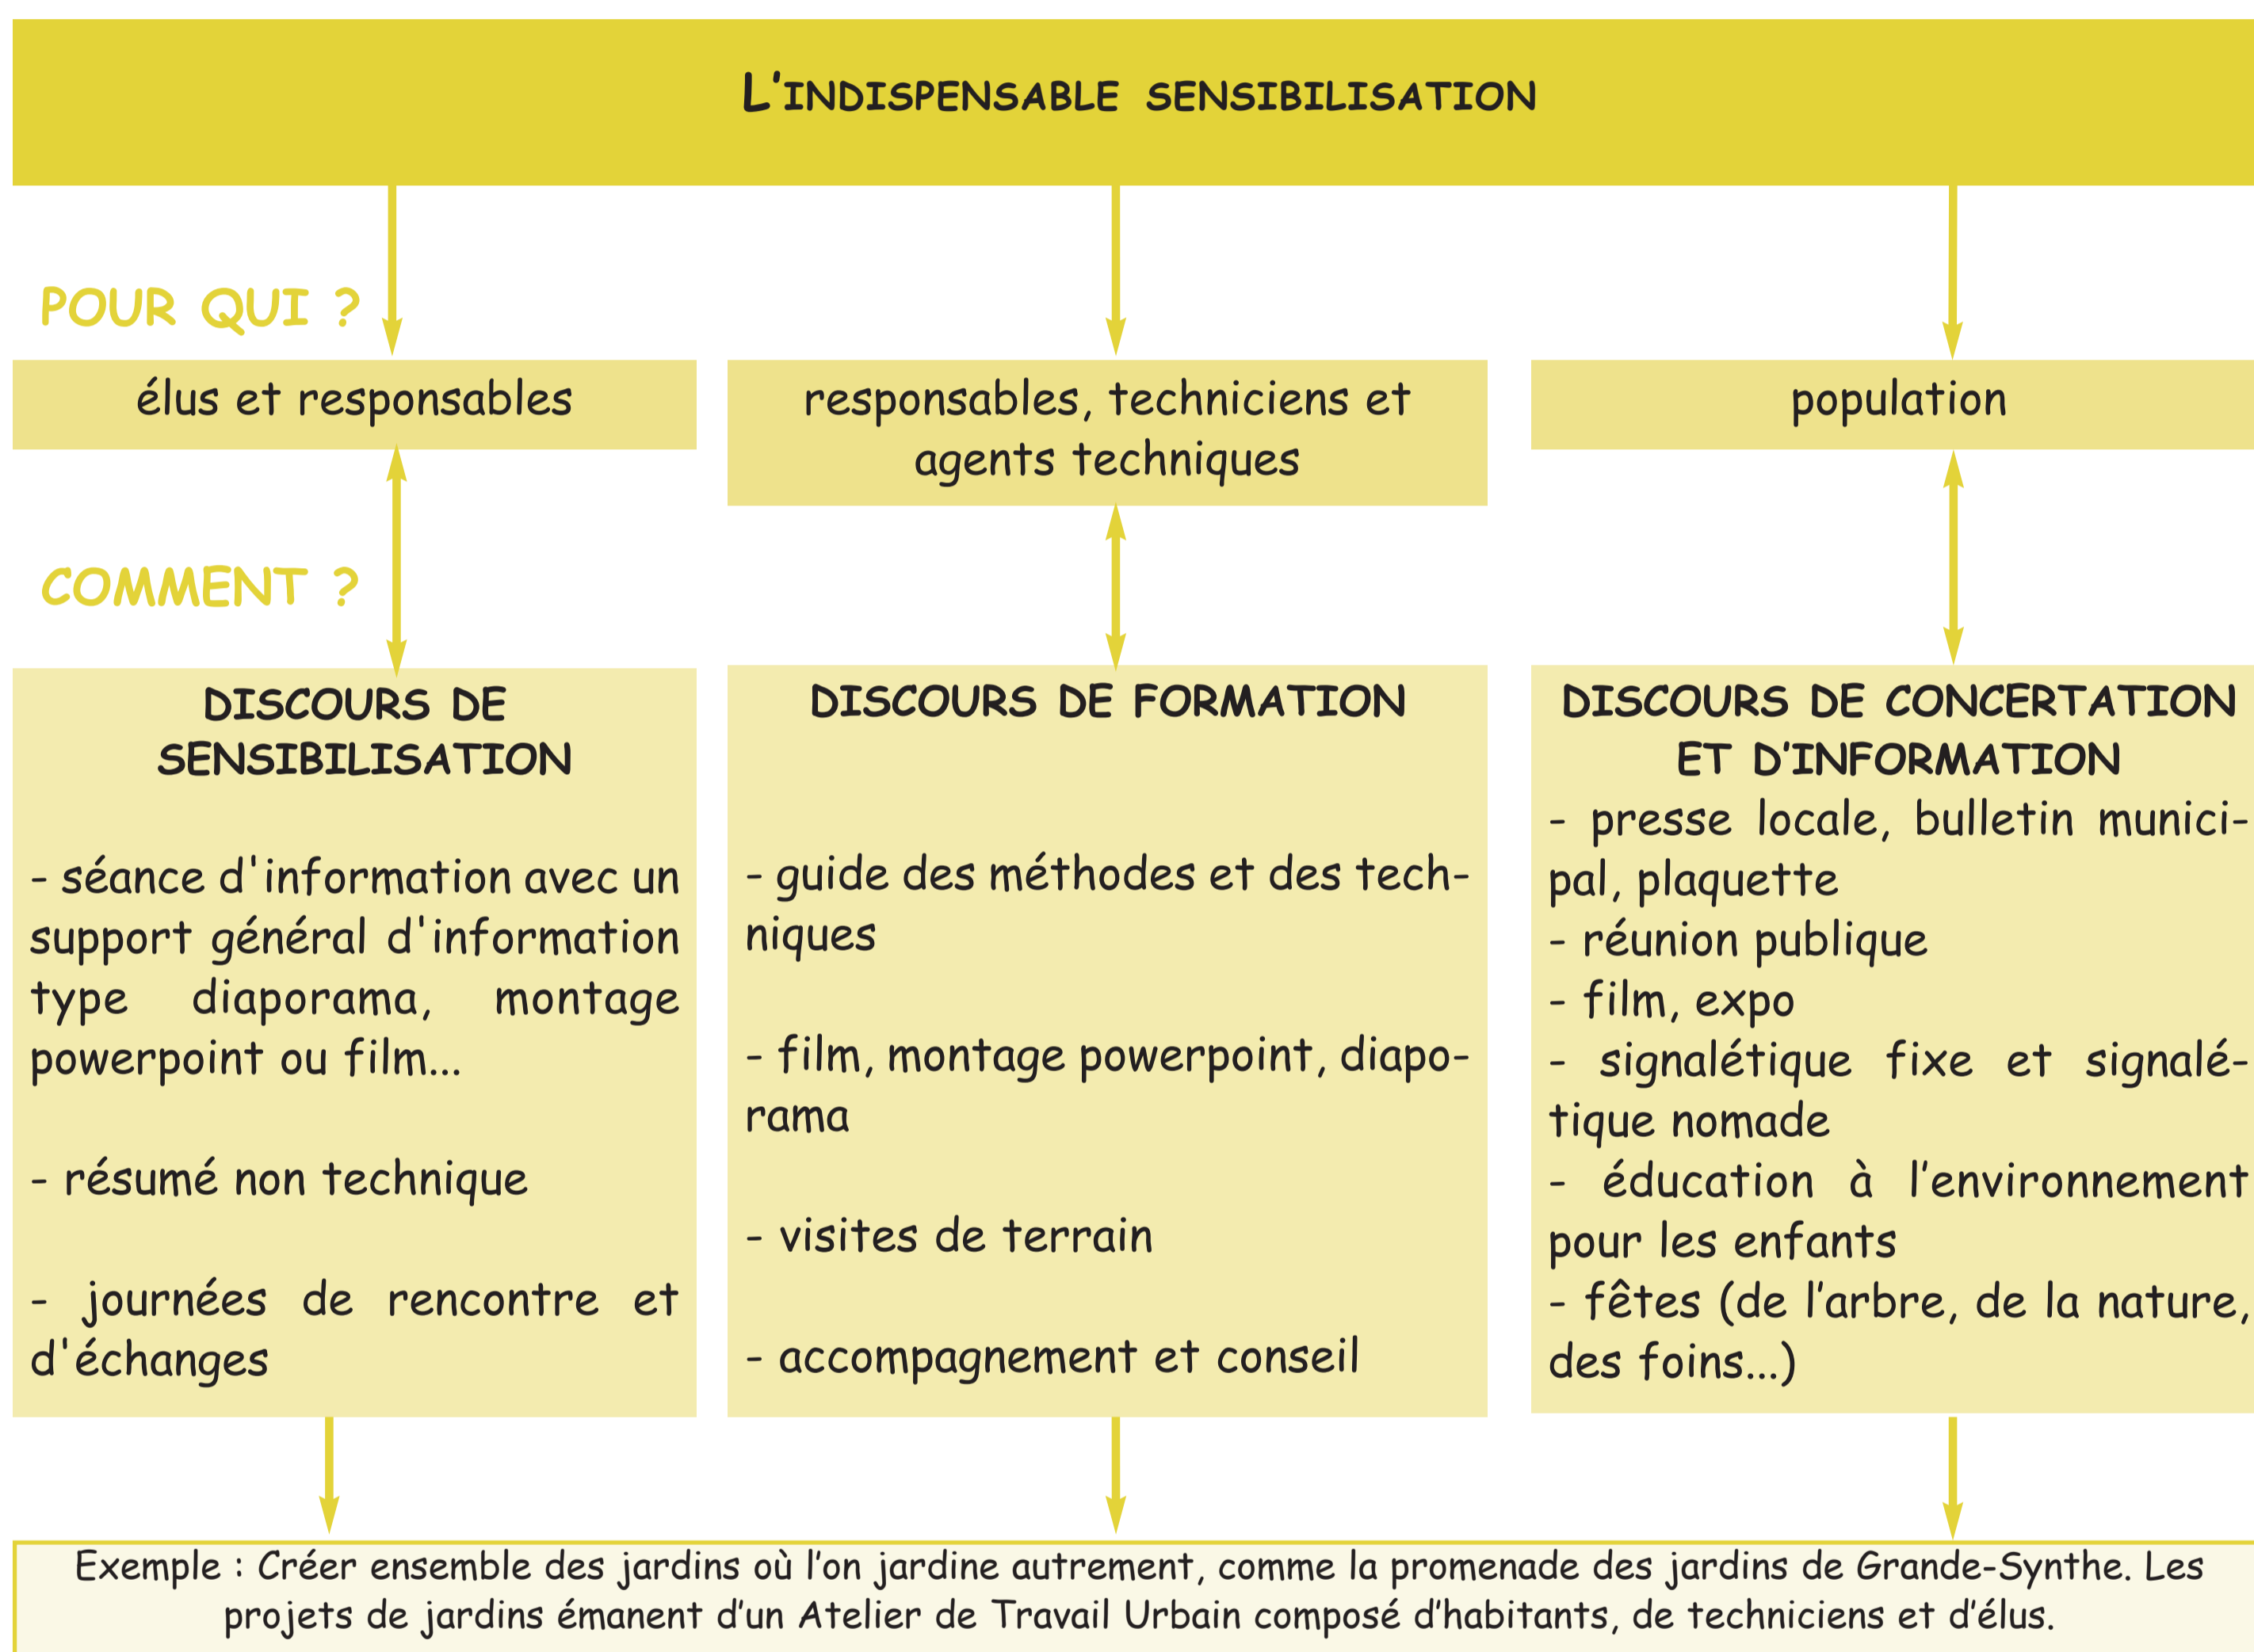 L'INDISPENSABLE SENSIBILISATION
POUR QUI ?
élus et responsables
responsables, techniciens et
agents techniques
population
COMMENT ?
DISCOURS DE
SENSIBILISATION
- séance d'information avec un
support général d'information
type diaporama, montage
powerpoint ou film...
- résumé non technique
- journées de rencontre et
d'échanges
DISCOURS DE FORMATION
- guide des méthodes et des tech-
niques
- film, montage powerpoint, diapo-
rama
- visites de terrain
- accompagnement et conseil
DISCOURS DE CONCERTATION
ET D'INFORMATION
- presse locale, bulletin munici-
pal, plaquette
- réunion publique
- film, expo
- signalétique fixe et signalé-
tique nomade
- éducation à l'environnement
pour les enfants
- fêtes (de l'arbre, de la nature,
des foins...)
Exemple : Créer ensemble des jardins où l'on jardine autrement, comme la promenade des jardins de Grande-Synthe. Les
projets de jardins émanent d'un Atelier de Travail Urbain composé d'habitants, de techniciens et d'élus.